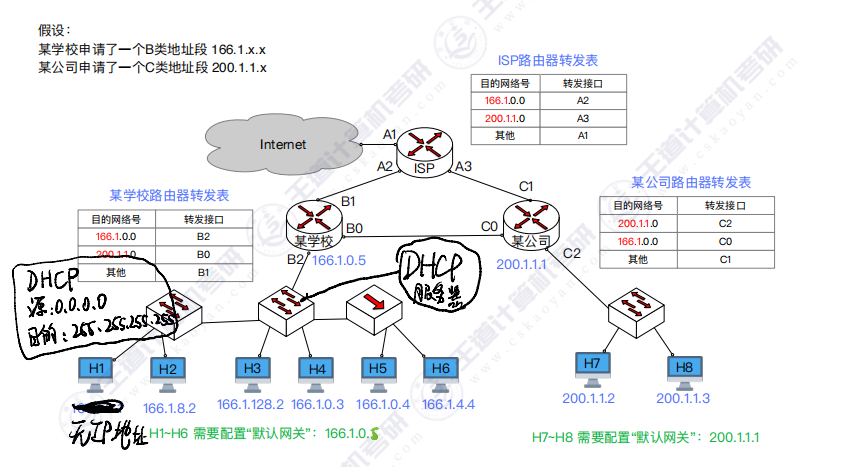 假设：
某学校申请了一个B类地址段 166.1.x.x
某公司申请了一个C类地址段 200.1.1.x
ISP路由器转发表
目的网络号 转发接口
166.1.0.0 A2
200.1.1.0 A3
其他 A1
Internet
A1
ISP
A2
A3
某学校路由器转发表
目的网络号 转发接口
166.1.0.0 B2
200.1.1.0 B0
其他 B1
某公司路由器转发表
目的网络号 转发接口
200.1.1.0 C2
166.1.0.0 C0
其他 C1
B1
B0
某学校
B2
166.1.0.5
C1
C0
某公司
200.1.1.1
C2
DHCP
源:0.0.0.0
目的:255.255.255.255
DHCP
服务器
H1
H2
H3
H4
H5
H6
H7
H8
166.1.8.2
166.1.128.2
166.1.0.3
166.1.0.4
166.1.4.4
200.1.1.2
200.1.1.3
无IP地址
H1~H6 需要配置“默认网关”：166.1.0.5
H7~H8 需要配置“默认网关”：200.1.1.1
王道计算机考研
www.cskaoyan.com